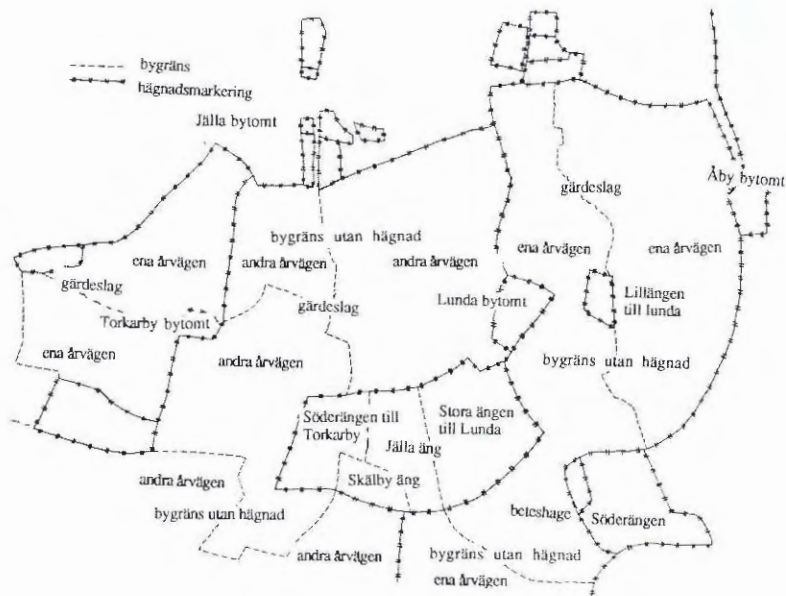 bygräns
hägnadsmarkering
Jälla bytomt
Åby bytomt
gärdeslag
bygräns utan hägnad
ena årvägen
ena årvägen
ena årvägen
andra årvägen
andra årvägen
gärdeslag
gärdeslag
Lunda bytomt
Lillängen
till lunda
Torkarby bytomt
ena årvägen
andra årvägen
bygräns utan hägnad
Söderängen till
Torkarby
Stora ängen
till Lunda
Jälla äng
Skälby äng
andra årvägen
bygräns utan hägnad
beteshage
Söderängen
andra årvägen
bygräns utan hägnad
ena årvägen